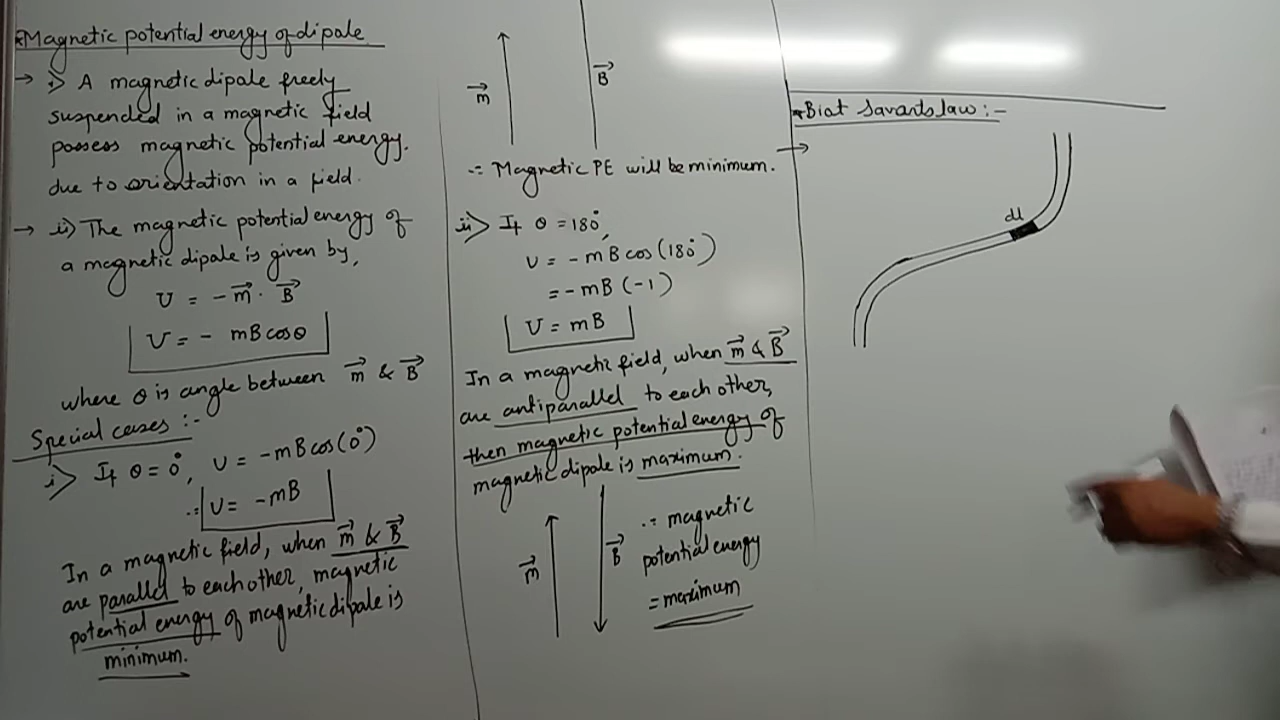 *Magnetic potential energy of dipole
→ i> A magnetic dipole freely
suspended in a magnetic field
possess magnetic potential energy.
due to orientation in a field.
→ ii> The magnetic potential energy of
a magnetic dipole is given by,
U = -m⃗ · B⃗
U = - mB cosθ
where θ is angle between m⃗ & B⃗
Special cases :-
i> If θ = 0°, U = -mB cos(0°)
∴ U = -mB
In a magnetic field, when m⃗ & B⃗
are parallel to each other, magnetic
potential energy of magnetic dipole is
minimum.
m⃗ B⃗
∴ Magnetic PE will be minimum.
ii> If θ = 180°,
U = -mB cos(180°)
= -mB (-1)
U = mB
In a magnetic field, when m⃗ & B⃗
are antiparallel to each other,
then magnetic potential energy of
magnetic dipole is maximum.
m⃗ B⃗
∴ magnetic
potential energy
= maximum
*Biot Savarts law :-
→
dl